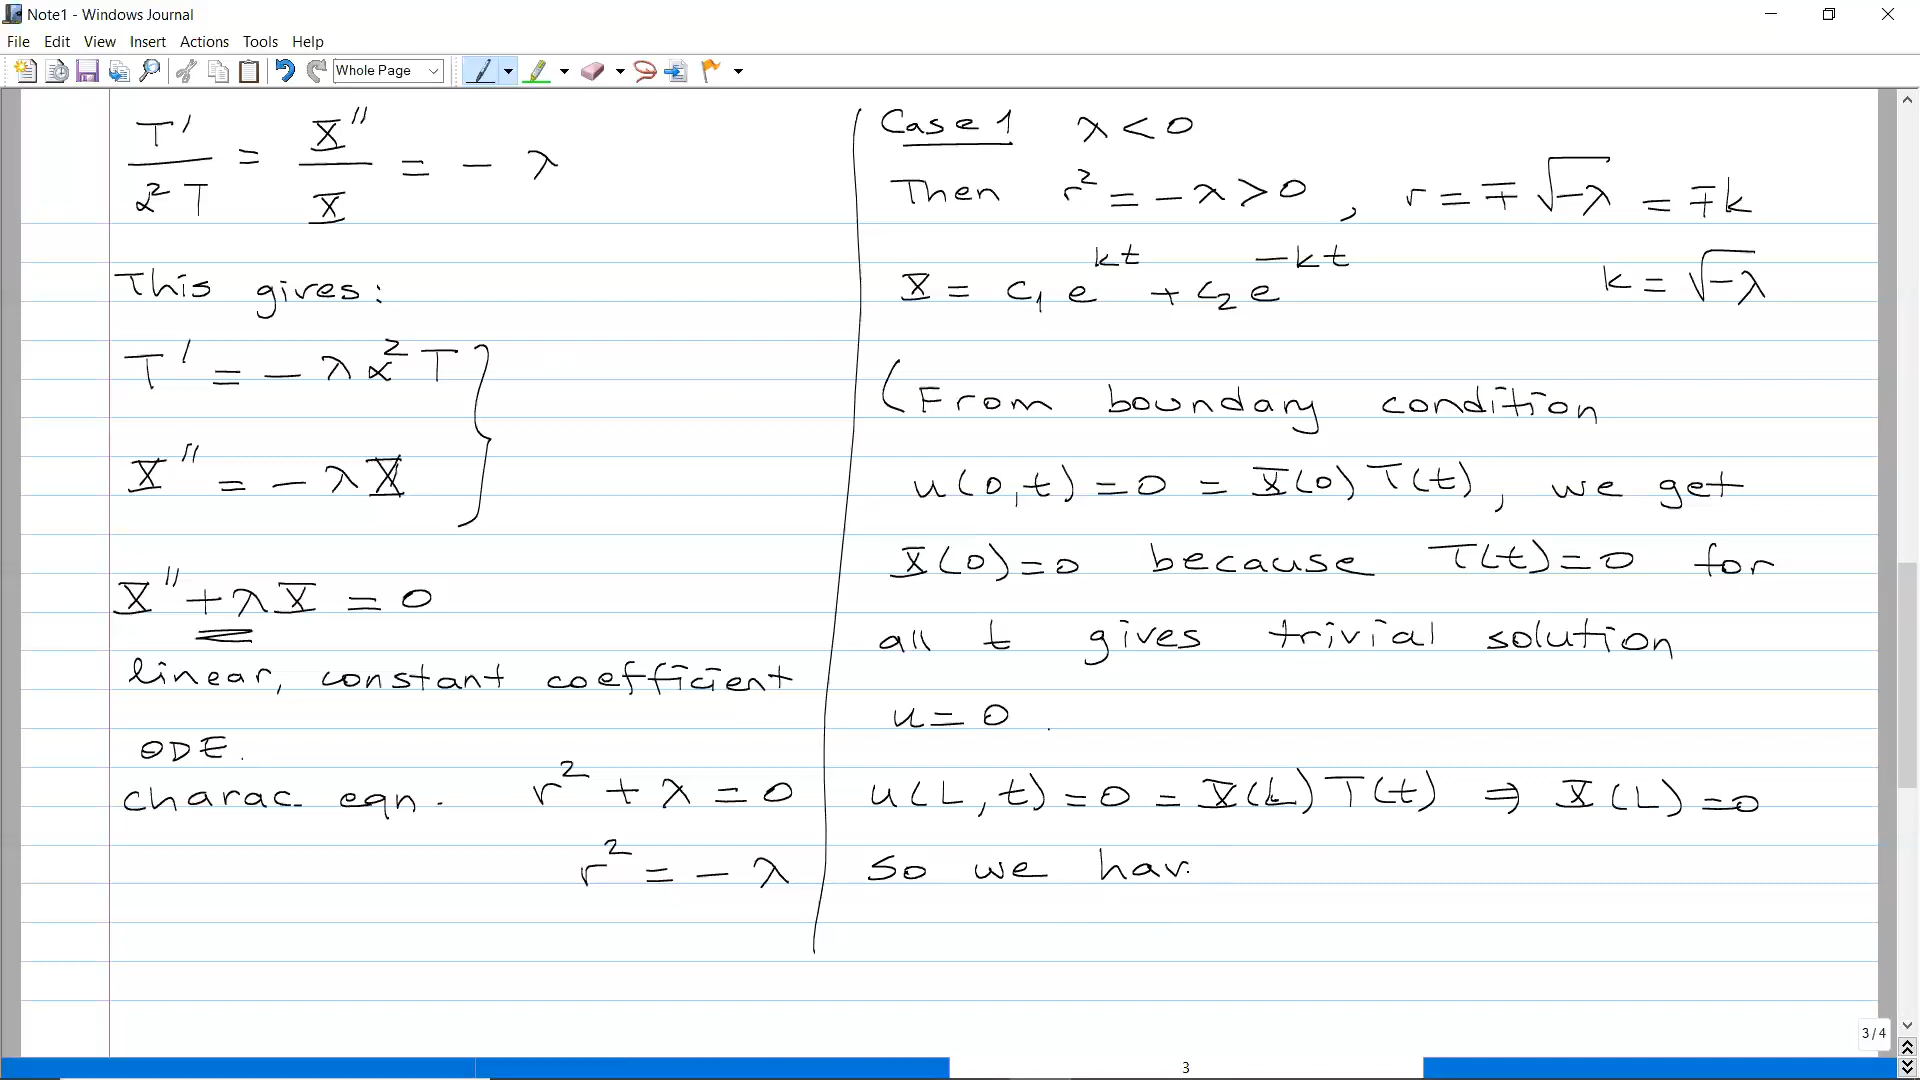 Note1 - Windows Journal
File Edit View Insert Actions Tools Help
Whole Page
T'/α²T = X''/X = - λ
This gives:
T' = - λ α² T
X'' = - λ X
X'' + λ X = 0
linear, constant coefficient
ODE.
charac. eqn. r² + λ = 0
r² = - λ
Case 1 λ < 0
Then r² = - λ > 0, r = ∓ √-λ = ∓k
X = c₁ e^kt + c₂ e^-kt k = √-λ
(From boundary condition
u(0,t) = 0 = X(0) T(t), we get
X(0) = 0 because T(t) = 0 for
all t gives trivial solution
u = 0 .
u(L, t) = 0 = X(L) T(t) ⇒ X(L) = 0
So we hav
3 / 4
3